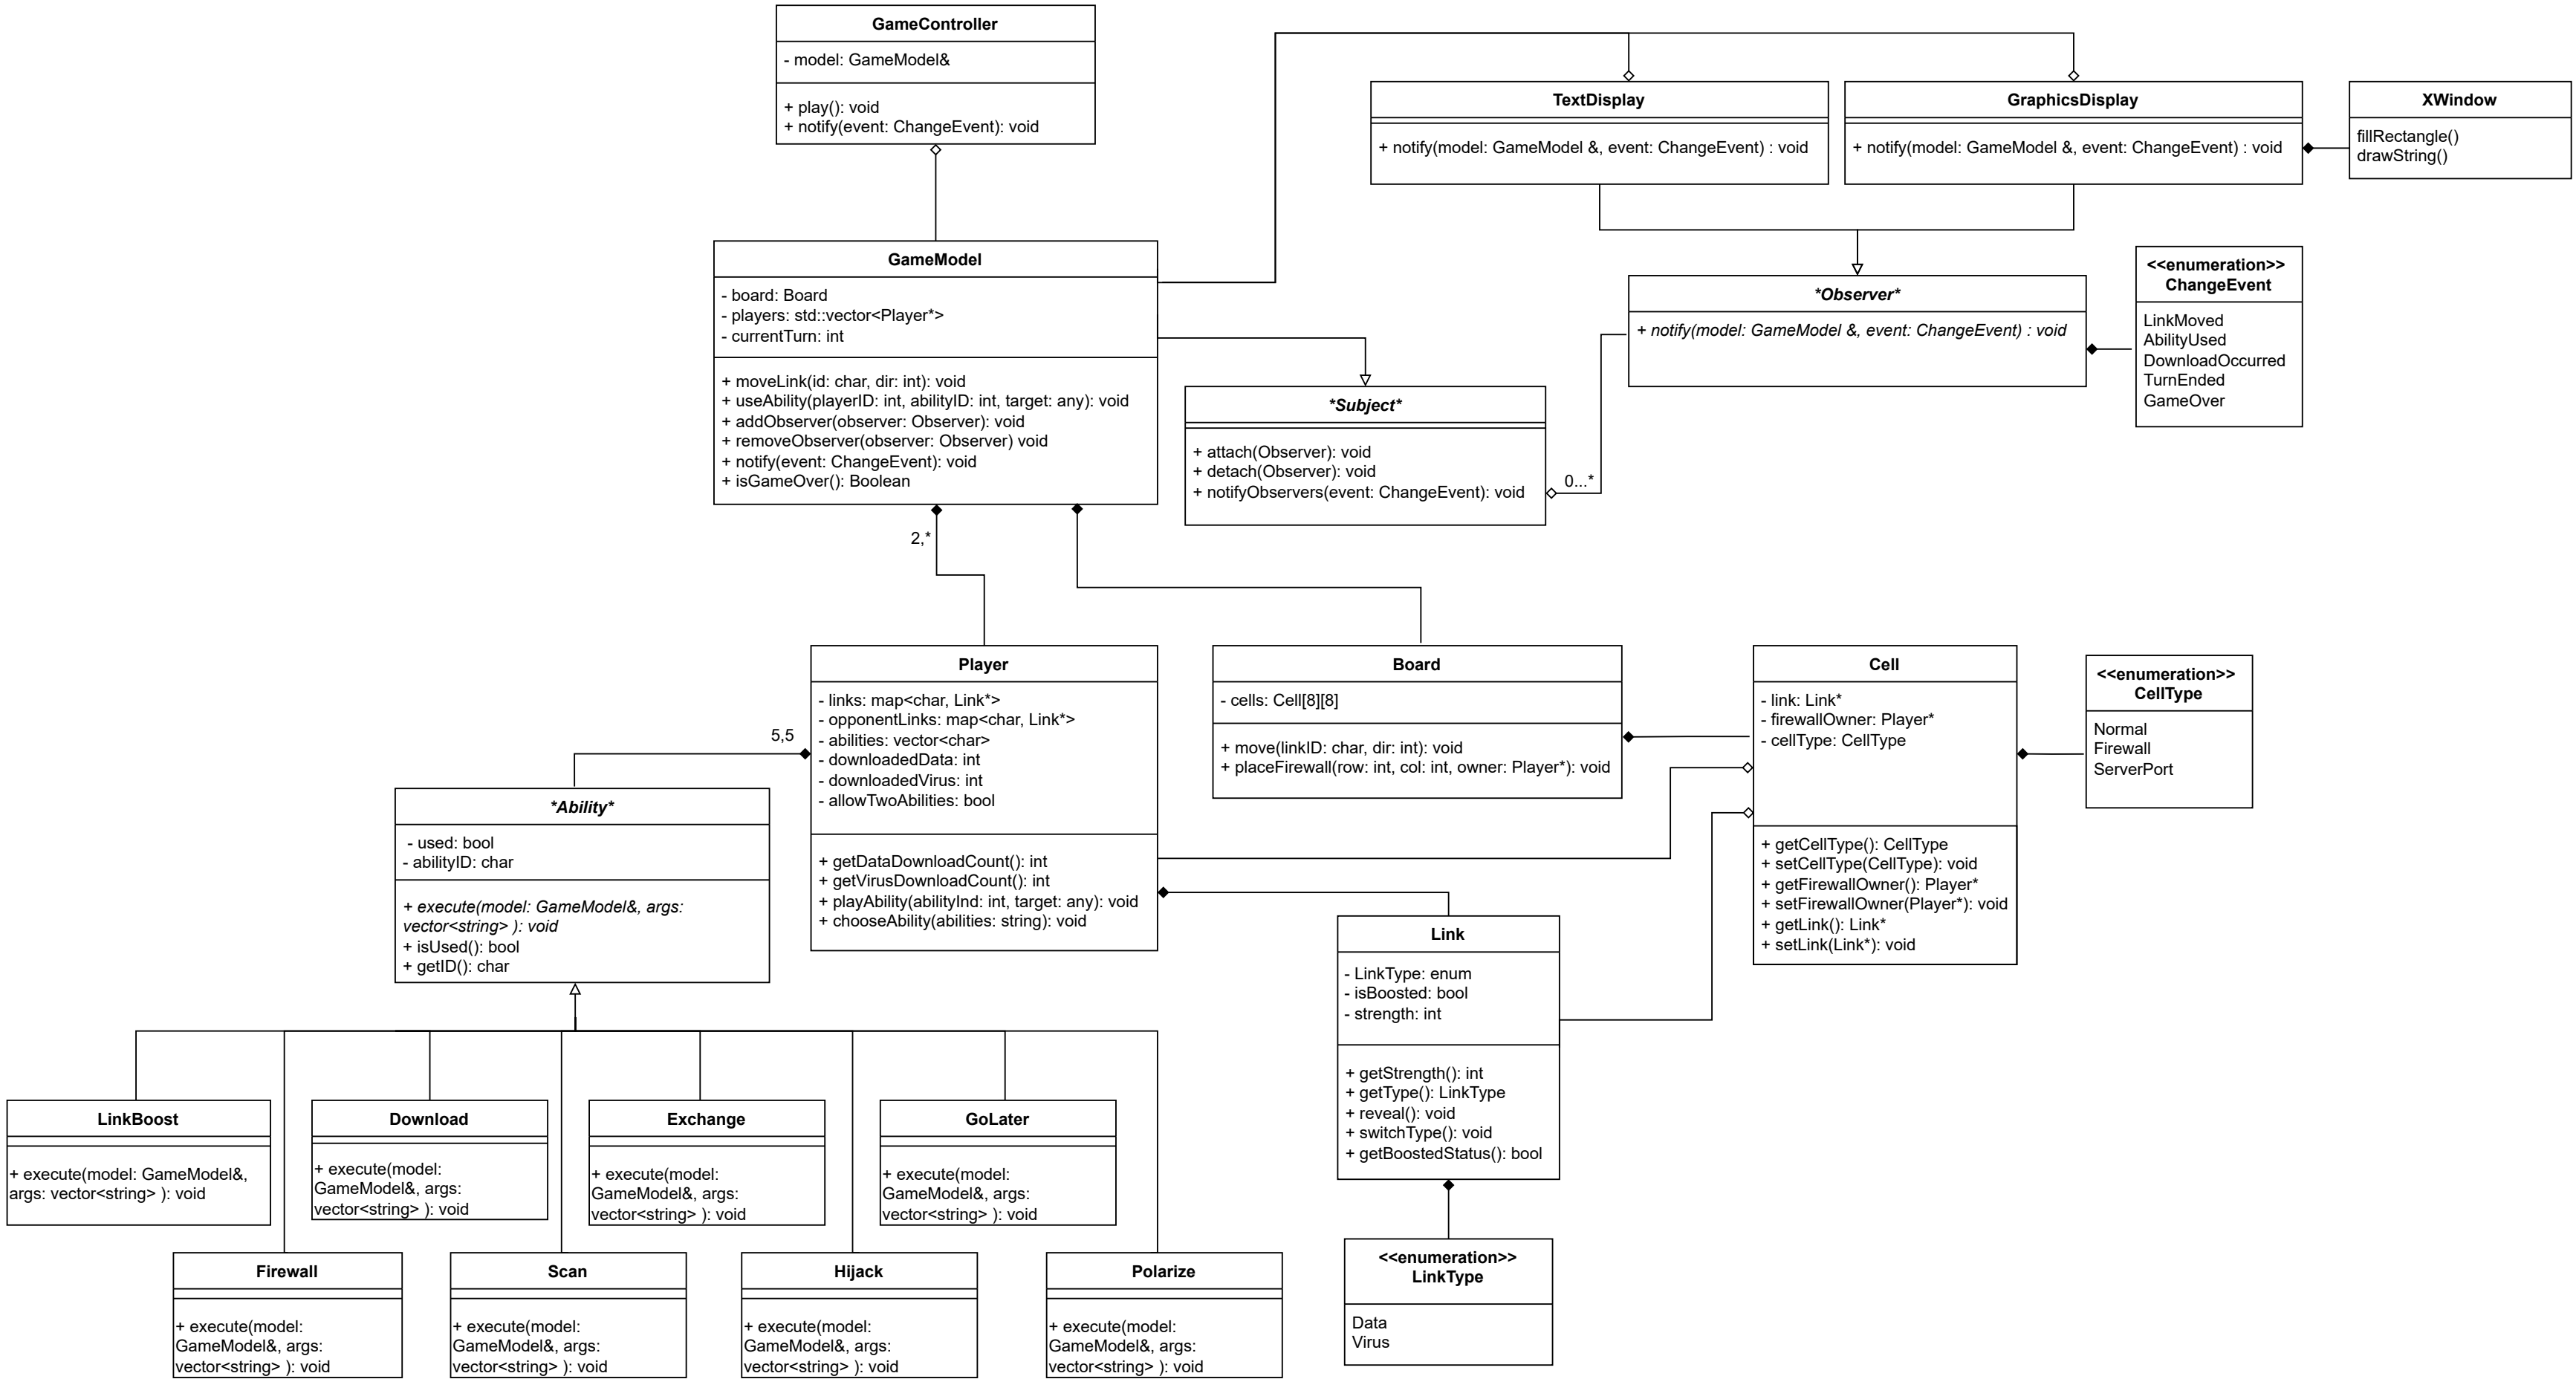 GameController
- model: GameModel&
+ play(): void
+ notify(event: ChangeEvent): void
TextDisplay
+ notify(model: GameModel &, event: ChangeEvent) : void
GraphicsDisplay
+ notify(model: GameModel &, event: ChangeEvent) : void
XWindow
fillRectangle()
drawString()
GameModel
- board: Board
- players: std::vector<Player*>
- currentTurn: int
+ moveLink(id: char, dir: int): void
+ useAbility(playerID: int, abilityID: int, target: any): void
+ addObserver(observer: Observer): void
+ removeObserver(observer: Observer) void
+ notify(event: ChangeEvent): void
+ isGameOver(): Boolean
*Observer*
+ notify(model: GameModel &, event: ChangeEvent) : void
<<enumeration>>
ChangeEvent
LinkMoved
AbilityUsed
DownloadOccurred
TurnEnded
GameOver
*Subject*
+ attach(Observer): void
+ detach(Observer): void
+ notifyObservers(event: ChangeEvent): void
0...*
2,*
Player
- links: map<char, Link*>
- opponentLinks: map<char, Link*>
- abilities: vector<char>
- downloadedData: int
- downloadedVirus: int
- allowTwoAbilities: bool
+ getDataDownloadCount(): int
+ getVirusDownloadCount(): int
+ playAbility(abilityInd: int, target: any): void
+ chooseAbility(abilities: string): void
Board
- cells: Cell[8][8]
+ move(linkID: char, dir: int): void
+ placeFirewall(row: int, col: int, owner: Player*): void
Cell
- link: Link*
- firewallOwner: Player*
- cellType: CellType
+ getCellType(): CellType
+ setCellType(CellType): void
+ getFirewallOwner(): Player*
+ setFirewallOwner(Player*): void
+ getLink(): Link*
+ setLink(Link*): void
<<enumeration>>
CellType
Normal
Firewall
ServerPort
5,5
*Ability*
- used: bool
- abilityID: char
+ execute(model: GameModel&, args:
vector<string> ): void
+ isUsed(): bool
+ getID(): char
Link
- LinkType: enum
- isBoosted: bool
- strength: int
+ getStrength(): int
+ getType(): LinkType
+ reveal(): void
+ switchType(): void
+ getBoostedStatus(): bool
LinkBoost
+ execute(model: GameModel&,
args: vector<string> ): void
Download
+ execute(model:
GameModel&, args:
vector<string> ): void
Exchange
+ execute(model:
GameModel&, args:
vector<string> ): void
GoLater
+ execute(model:
GameModel&, args:
vector<string> ): void
Firewall
+ execute(model:
GameModel&, args:
vector<string> ): void
Scan
+ execute(model:
GameModel&, args:
vector<string> ): void
Hijack
+ execute(model:
GameModel&, args:
vector<string> ): void
Polarize
+ execute(model:
GameModel&, args:
vector<string> ): void
<<enumeration>>
LinkType
Data
Virus